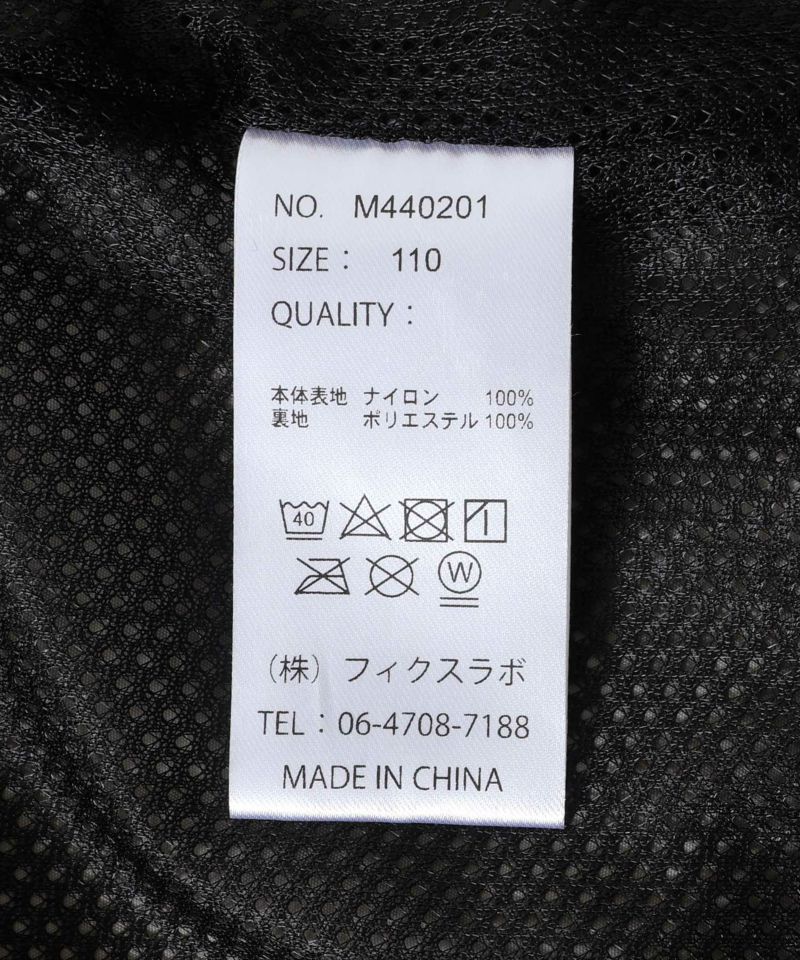 NO. M440201
SIZE： 110
QUALITY：
本体表地 ナイロン 100%
裏地 ポリエステル 100%
40
W
（株）フィクスラボ
TEL：06-4708-7188
MADE IN CHINA